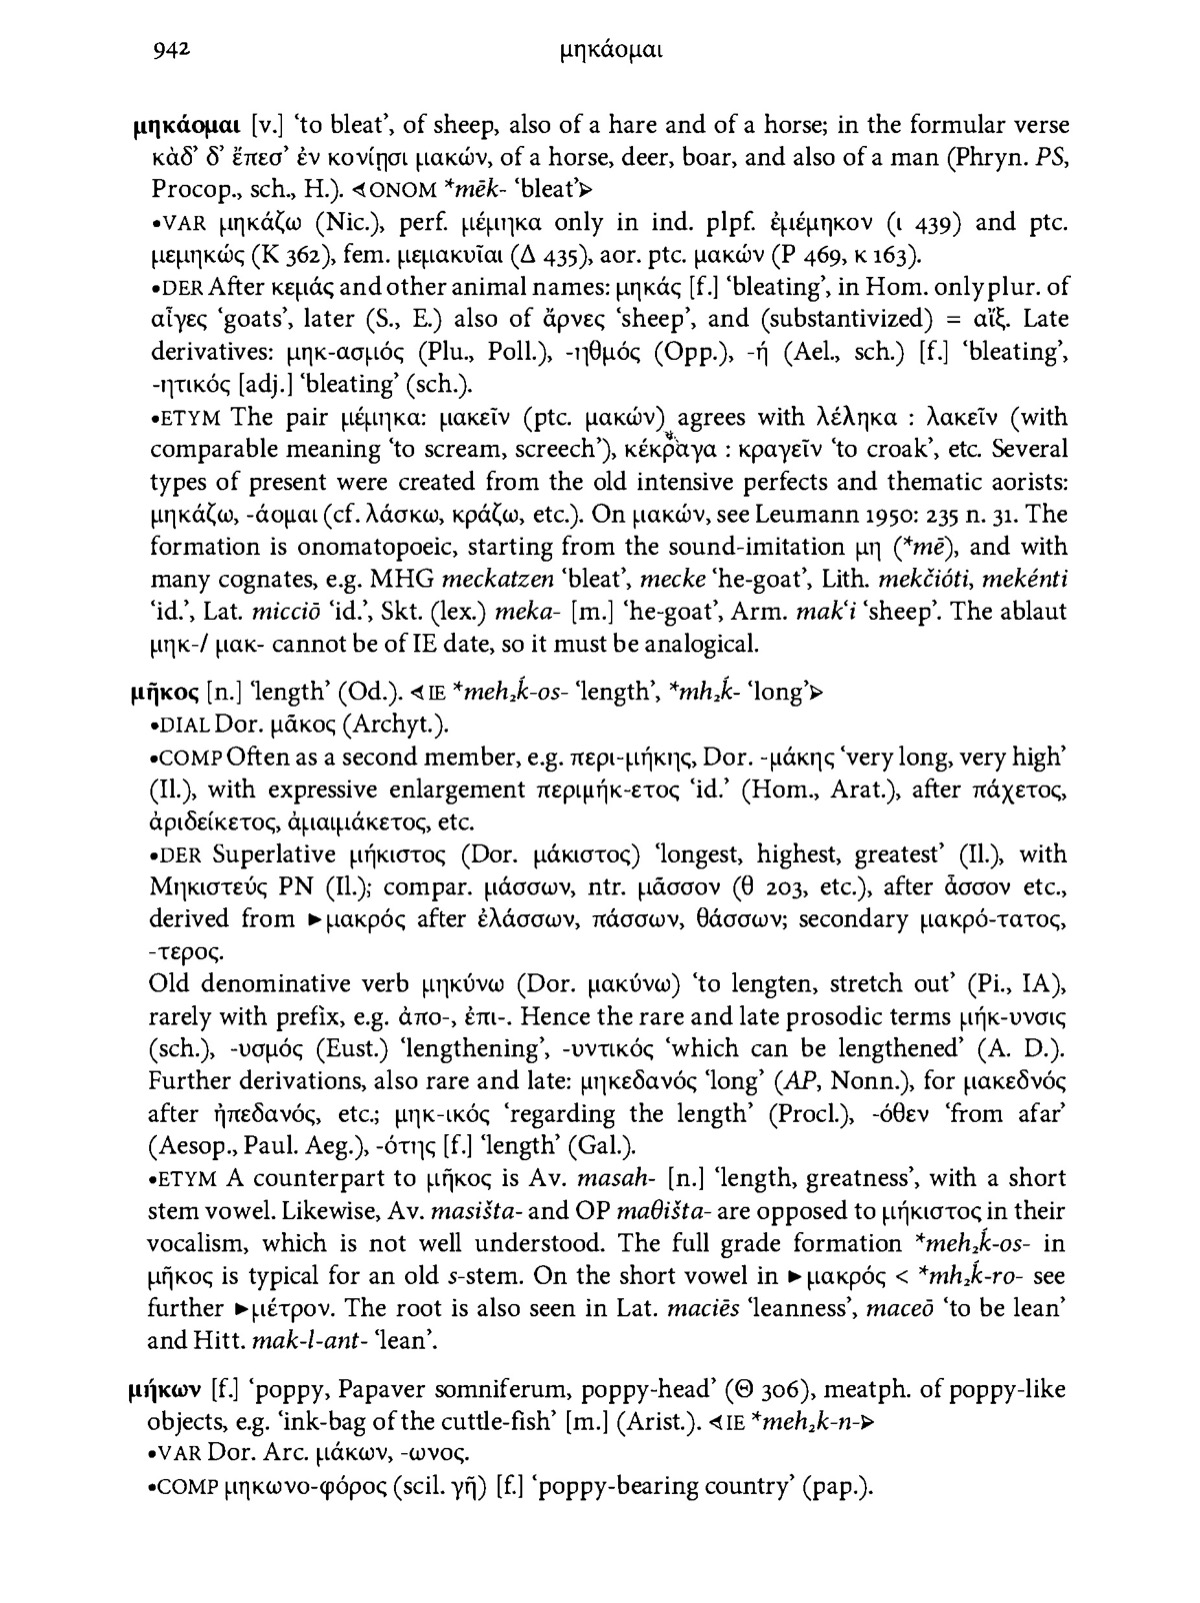 942
μηκάομαι
μηκάομαι [v.] ‘to bleat’, of sheep, also of a hare and of a horse; in the formular verse
κὰδ’ δ’ ἔπεσ’ ἐν κονίῃσι μακών, of a horse, deer, boar, and also of a man (Phryn. PS,
Procop., sch., H.). ⊲ONOM *mēk- ‘bleat’⊳
•VAR μηκάζω (Nic.), perf. μέμηκα only in ind. plpf. ἐμέμηκον (ι 439) and ptc.
μεμηκώς (Κ 362), fem. μεμακυῖαι (Δ 435), aor. ptc. μακών (Ρ 469, κ 163).
•DER After κεμάς and other animal names: μηκάς [f.] ‘bleating’, in Hom. only plur. of
αἶγες ‘goats’, later (S., E.) also of ἄρνες ‘sheep’, and (substantivized) = αἴξ. Late
derivatives: μηκ-ασμός (Plu., Poll.), -ηθμός (Opp.), -ή (Ael., sch.) [f.] ‘bleating’,
-ητικός [adj.] ‘bleating’ (sch.).
•ETYM The pair μέμηκα: μακεῖν (ptc. μακών) agrees with λέληκα : λακεῖν (with
comparable meaning ‘to scream, screech’), κέκρᾱγα : κραγεῖν ‘to croak’, etc. Several
types of present were created from the old intensive perfects and thematic aorists:
μηκάζω, -άομαι (cf. λάσκω, κράζω, etc.). On μακών, see Leumann 1950: 235 n. 31. The
formation is onomatopoeic, starting from the sound-imitation μη (*mē), and with
many cognates, e.g. MHG meckatzen ‘bleat’, mecke ‘he-goat’, Lith. mekčióti, mekénti
‘id.’, Lat. micciō ‘id.’, Skt. (lex.) meka- [m.] ‘he-goat’, Arm. mak‘i ‘sheep’. The ablaut
μηκ-/ μακ- cannot be of IE date, so it must be analogical.
μῆκος [n.] ‘length’ (Od.). ⊲IE *meh₂ḱ-os- ‘length’, *mh₂ḱ- ‘long’⊳
•DIAL Dor. μᾶκος (Archyt.).
•COMP Often as a second member, e.g. περι-μήκης, Dor. -μάκης ‘very long, very high’
(Il.), with expressive enlargement περιμήκ-ετος ‘id.’ (Hom., Arat.), after πάχετος,
ἀριδείκετος, ἀμαιμάκετος, etc.
•DER Superlative μήκιστος (Dor. μάκιστος) ‘longest, highest, greatest’ (Il.), with
Μηκιστεύς PN (Il.); compar. μάσσων, ntr. μᾶσσον (θ 203, etc.), after ἆσσον etc.,
derived from ►μακρός after ἐλάσσων, πάσσων, θάσσων; secondary μακρό-τατος,
-τερος.
Old denominative verb μηκύνω (Dor. μακύνω) ‘to lengten, stretch out’ (Pi., IA),
rarely with prefix, e.g. ἀπο-, ἐπι-. Hence the rare and late prosodic terms μήκ-υνσις
(sch.), -υσμός (Eust.) ‘lengthening’, -υντικός ‘which can be lengthened’ (A. D.).
Further derivations, also rare and late: μηκεδανός ‘long’ (AP, Nonn.), for μακεδνός
after ἠπεδανός, etc.; μηκ-ικός ‘regarding the length’ (Procl.), -όθεν ‘from afar’
(Aesop., Paul. Aeg.), -ότης [f.] ‘length’ (Gal.).
•ETYM A counterpart to μῆκος is Av. masah- [n.] ‘length, greatness’, with a short
stem vowel. Likewise, Av. masišta- and OP maθišta- are opposed to μήκιστος in their
vocalism, which is not well understood. The full grade formation *meh₂ḱ-os- in
μῆκος is typical for an old s-stem. On the short vowel in ►μακρός < *mh₂ḱ-ro- see
further ►μέτρον. The root is also seen in Lat. maciēs ‘leanness’, maceō ‘to be lean’
and Hitt. mak-l-ant- ‘lean’.
μήκων [f.] ‘poppy, Papaver somniferum, poppy-head’ (Θ 306), meatph. of poppy-like
objects, e.g. ‘ink-bag of the cuttle-fish’ [m.] (Arist.). ⊲IE *meh₂k-n-⊳
•VAR Dor. Arc. μάκων, -ωνος.
•COMP μηκωνο-φόρος (scil. γῆ) [f.] ‘poppy-bearing country’ (pap.).